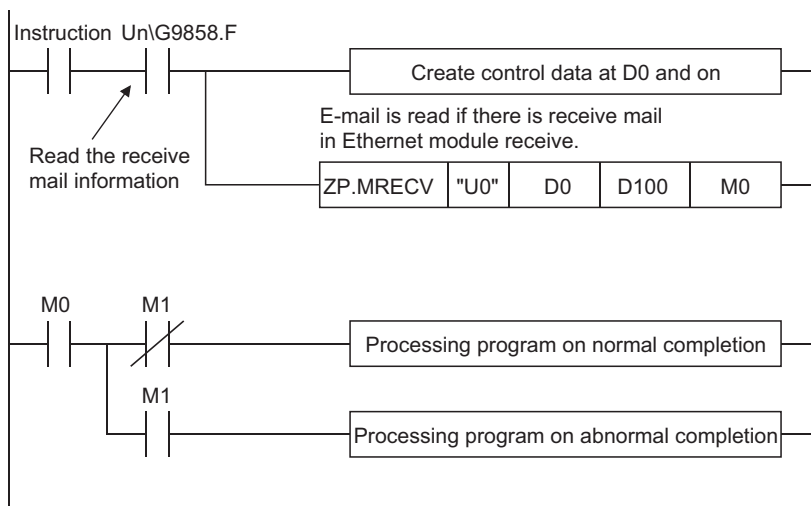 Instruction Un\G9858.F
Create control data at D0 and on
E-mail is read if there is receive mail
in Ethernet module receive.
Read the receive
mail information
ZP.MRECV "U0" D0 D100 M0
M0 M1
Processing program on normal completion
M1
Processing program on abnormal completion